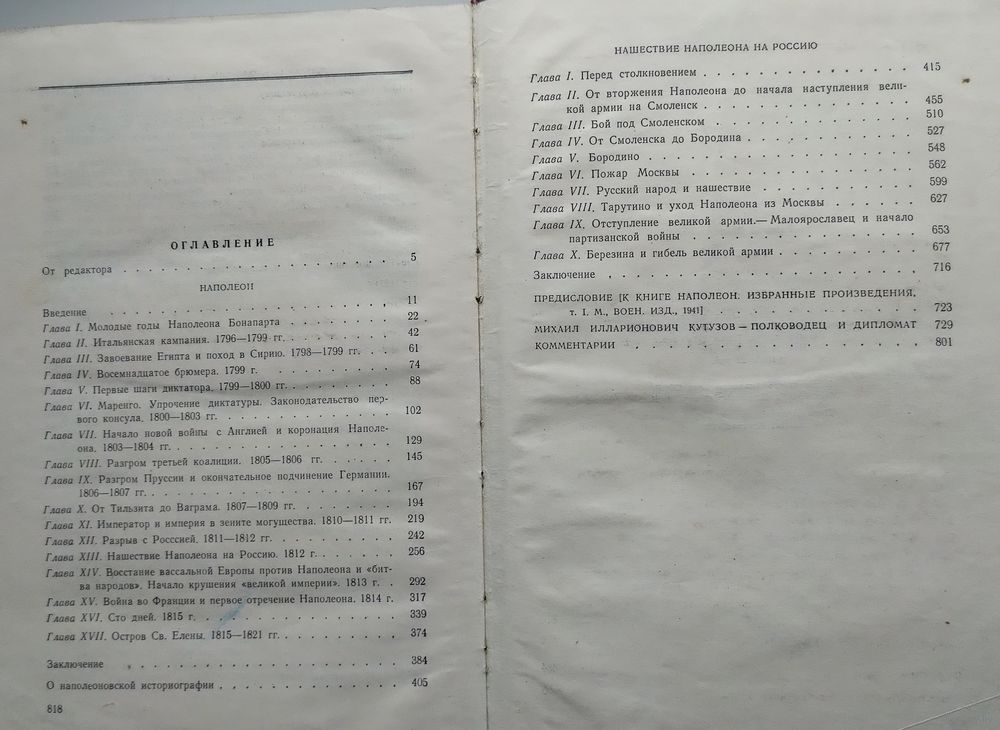 ОГЛАВЛЕНИЕ
От редактора . . . . . . . . . . . . . . . . . 5
НАПОЛЕОН
Введение . . . . . . . . . . . . . . . . . . 11
Глава I. Молодые годы Наполеона Бонапарта . . . . . . . 22
Глава II. Итальянская кампания. 1796—1799 гг. . . . . . . 42
Глава III. Завоевание Египта и поход в Сирию. 1798—1799 гг. . . 61
Глава IV. Восемнадцатое брюмера. 1799 г. . . . . . . . . 74
Глава V. Первые шаги диктатора. 1799—1800 гг. . . . . . . 88
Глава VI. Маренго. Упрочение диктатуры. Законодательство пер-
вого консула. 1800—1803 гг. . . . . . . . . . . 102
Глава VII. Начало новой войны с Англией и коронация Наполе-
она. 1803—1804 гг. . . . . . . . . . . . . . 129
Глава VIII. Разгром третьей коалиции. 1805—1806 гг. . . . . 145
Глава IX. Разгром Пруссии и окончательное подчинение Германии.
1806—1807 гг. . . . . . . . . . . . . . . . 167
Глава X. От Тильзита до Ваграма. 1807—1809 гг. . . . . . . 194
Глава XI. Император и империя в зените могущества. 1810—1811 гг. 219
Глава XII. Разрыв с Росссией. 1811—1812 гг. . . . . . . . 242
Глава XIII. Нашествие Наполеона на Россию. 1812 г. . . . . . 256
Глава XIV. Восстание вассальной Европы против Наполеона и «бит-
ва народов». Начало крушения «великой империи». 1813 г. . 292
Глава XV. Война во Франции и первое отречение Наполеона. 1814 г. 317
Глава XVI. Сто дней. 1815 г. . . . . . . . . . . . 339
Глава XVII. Остров Св. Елены. 1815—1821 гг. . . . . . . . 374
Заключение . . . . . . . . . . . . . . . . . 384
О наполеоновской историографии . . . . . . . . . . . 405
818
НАШЕСТВИЕ НАПОЛЕОНА НА РОССИЮ
Глава I. Перед столкновением . . . . . . . . . . . . 415
Глава II. От вторжения Наполеона до начала наступления вели-
кой армии на Смоленск . . . . . . . . . . . . 455
Глава III. Бой под Смоленском . . . . . . . . . . . . 510
Глава IV. От Смоленска до Бородина . . . . . . . . . . 527
Глава V. Бородино . . . . . . . . . . . . . . . 548
Глава VI. Пожар Москвы . . . . . . . . . . . . . . 562
Глава VII. Русский народ и нашествие . . . . . . . . . 599
Глава VIII. Тарутино и уход Наполеона из Москвы . . . . . . 627
Глава IX. Отступление великой армии.— Малоярославец и начало
партизанской войны . . . . . . . . . . . . . 653
Глава X. Березина и гибель великой армии . . . . . . . . 677
Заключение . . . . . . . . . . . . . . . . . 716
ПРЕДИСЛОВИЕ [К КНИГЕ НАПОЛЕОН: ИЗБРАННЫЕ ПРОИЗВЕДЕНИЯ,
т. I. М., ВОЕН. ИЗД., 1941] . . . . . . . . . . . 723
МИХАИЛ ИЛЛАРИОНОВИЧ КУТУЗОВ — ПОЛКОВОДЕЦ И ДИПЛОМАТ 729
КОММЕНТАРИИ . . . . . . . . . . . . . . . . 801